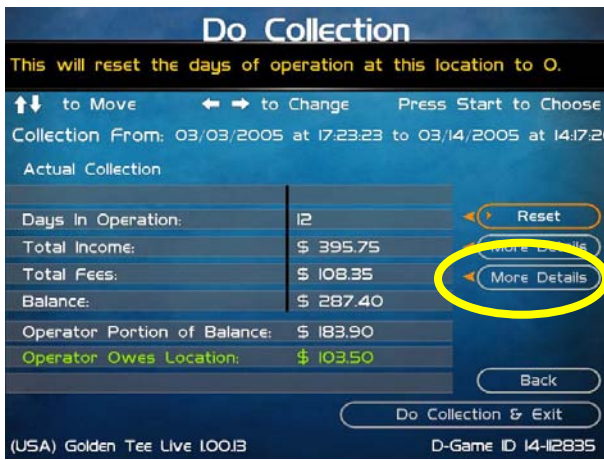 Do Collection
This will reset the days of operation at this location to 0.
to Move to Change Press Start to Choose
Collection From: 03/03/2005 at 17:23:23 to 03/14/2005 at 14:17:2
Actual Collection
Days In Operation: 12 Reset
Total Income: $ 395.75 More Details
Total Fees: $ 108.35 More Details
Balance: $ 287.40
Operator Portion of Balance: $ 183.90
Operator Owes Location: $ 103.50
Back
Do Collection & Exit
(USA) Golden Tee Live 1.00.13 D-Game ID 14-112835